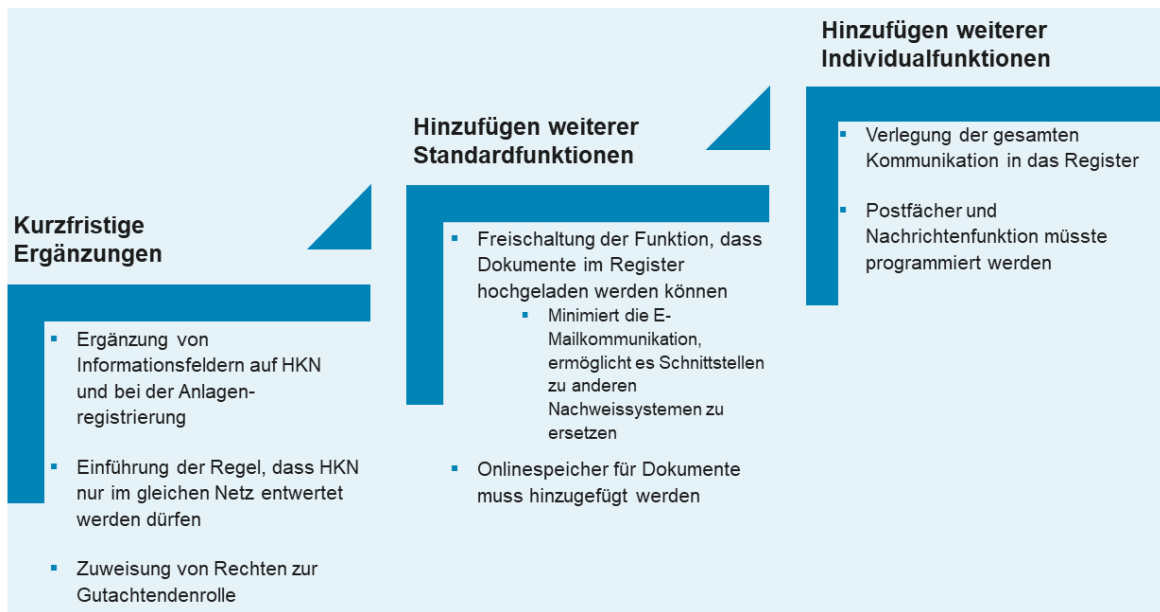 Kurzfristige
Ergänzungen
▪ Ergänzung von
Informationsfeldern auf HKN
und bei der Anlagen-
registrierung
▪ Einführung der Regel, dass HKN
nur im gleichen Netz entwertet
werden dürfen
▪ Zuweisung von Rechten zur
Gutachtendenrolle
Hinzufügen weiterer
Standardfunktionen
▪ Freischaltung der Funktion, dass
Dokumente im Register
hochgeladen werden können
▪ Minimiert die E-
Mailkommunikation,
ermöglicht es Schnittstellen
zu anderen
Nachweissystemen zu
ersetzen
▪ Onlinespeicher für Dokumente
muss hinzugefügt werden
Hinzufügen weiterer
Individualfunktionen
▪ Verlegung der gesamten
Kommunikation in das Register
▪ Postfächer und
Nachrichtenfunktion müsste
programmiert werden